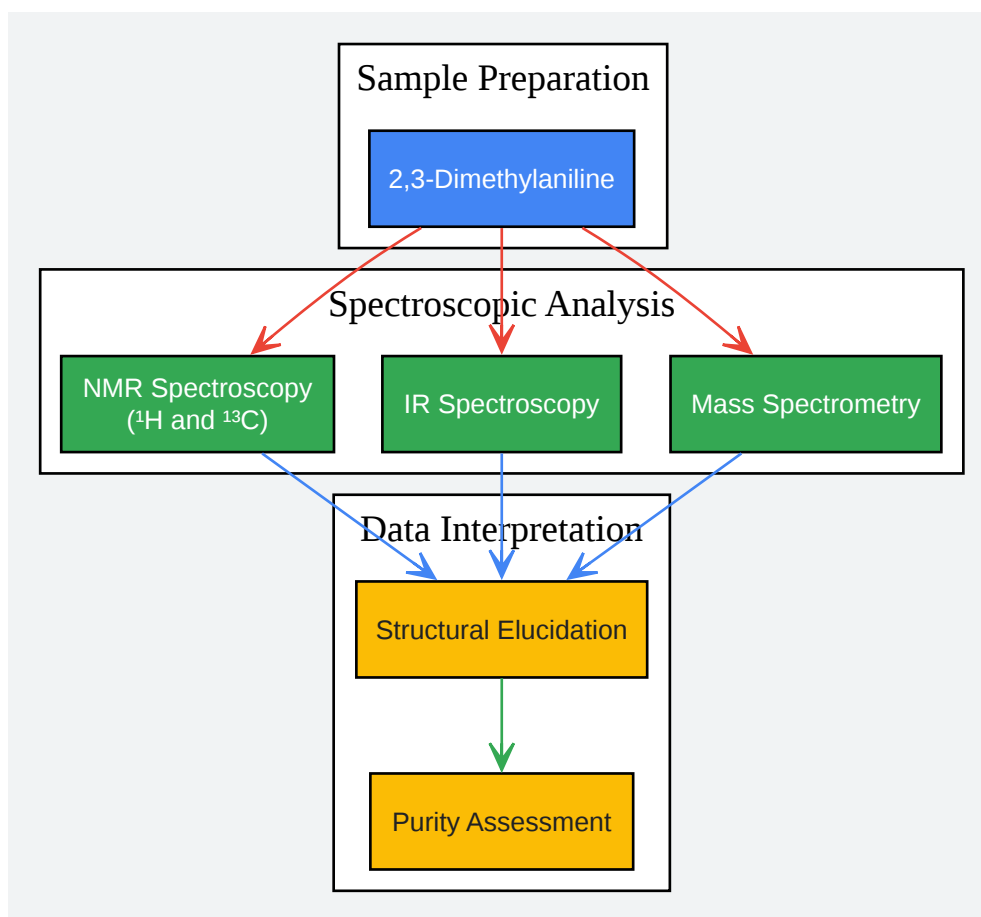 Sample Preparation
2,3-Dimethylaniline
Spectroscopic Analysis
NMR Spectroscopy
(¹H and ¹³C)
IR Spectroscopy
Mass Spectrometry
Data Interpretation
Structural Elucidation
Purity Assessment